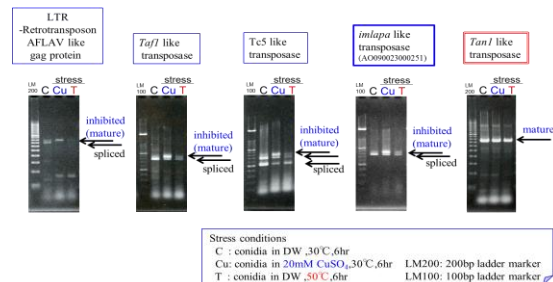 LTR
-Retrotransposon
AFLAV like
gag protein
LM
200
stress
C Cu T
inhibited
(mature)
spliced
Taf1 like
transposase
LM
100
stress
C Cu T
inhibited
(mature)
spliced
Tc5 like
transposase
LM
100
stress
C Cu T
inhibited
(mature)
spliced
imlapa like
transposase
(AO090023000251)
LM
100
stress
C Cu T
inhibited
(mature)
spliced
Tan1 like
transposase
LM
200
stress
C Cu T
mature
Stress conditions
C : conidia in DW ,30℃,6hr
Cu: conidia in 20mM CuSO₄,30℃,6hr LM200: 200bp ladder marker
T : conidia in DW ,50℃,6hr LM100: 100bp ladder marker